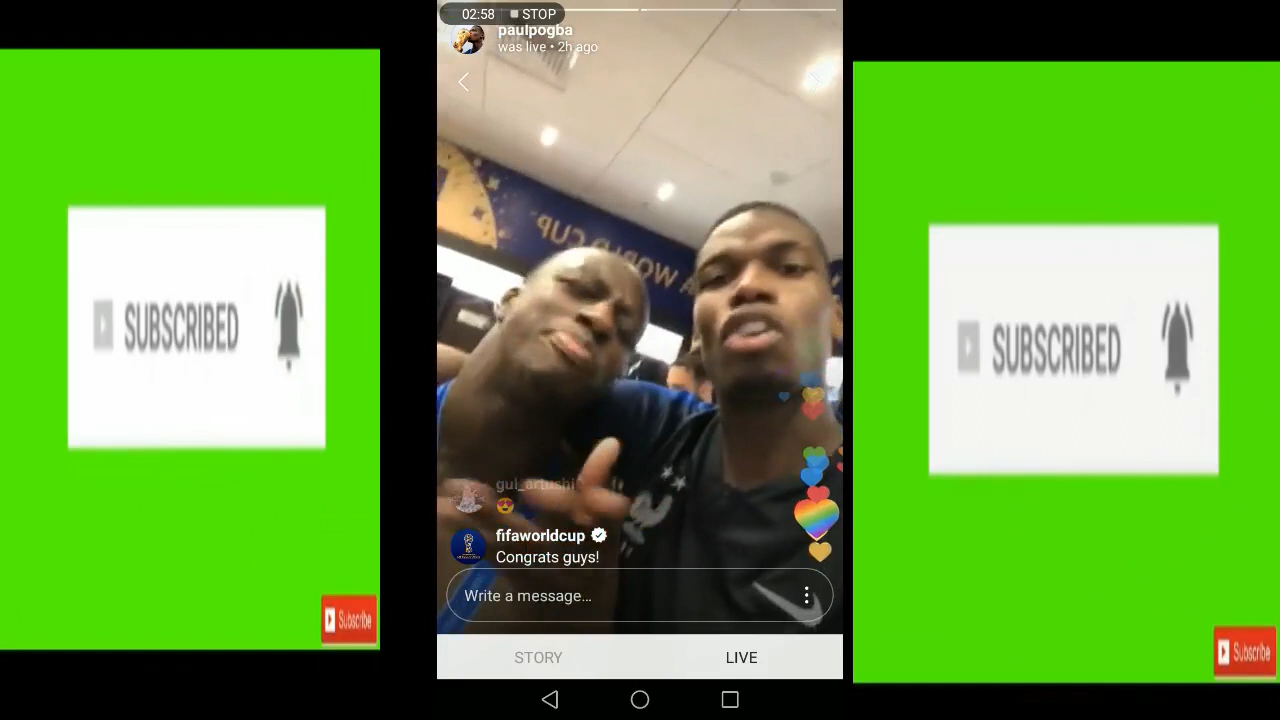 02:58 STOP
paulpogba
was live • 2h ago
WORLD CUP
SUBSCRIBED
SUBSCRIBED
gul_artushi
fifaworldcup
Congrats guys!
Write a message...
Subscribe
Subscribe
STORY
LIVE